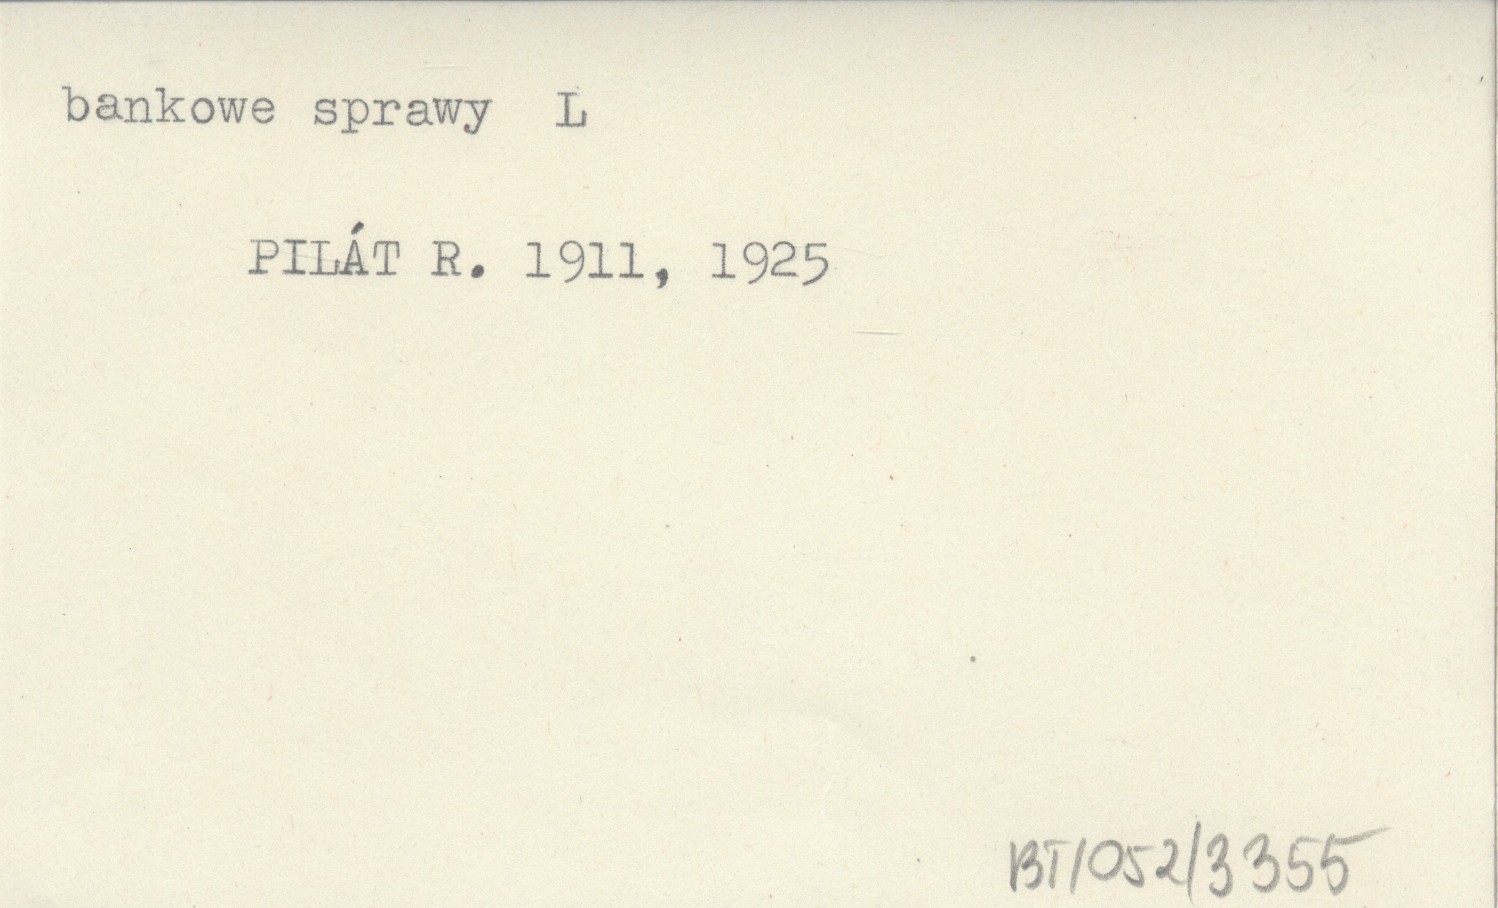 bankowe sprawy L
PILÁT R. 1911, 1925
BT/052/3355